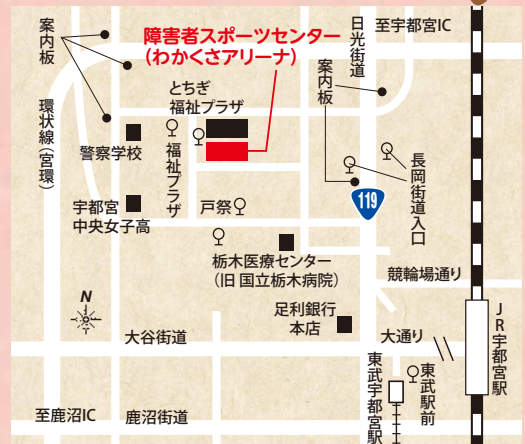 案内板
環状線(宮環)
障害者スポーツセンター
(わかくさアリーナ)
日光街道
至宇都宮IC
案内板
とちぎ
福祉プラザ
警察学校
福祉プラザ
長岡街道入口
119
宇都宮
中央女子高
戸祭
栃木医療センター
(旧 国立栃木病院)
競輪場通り
N
足利銀行
本店
大谷街道
大通り
JR宇都宮駅
東武宇都宮駅
東武駅前
至鹿沼IC
鹿沼街道